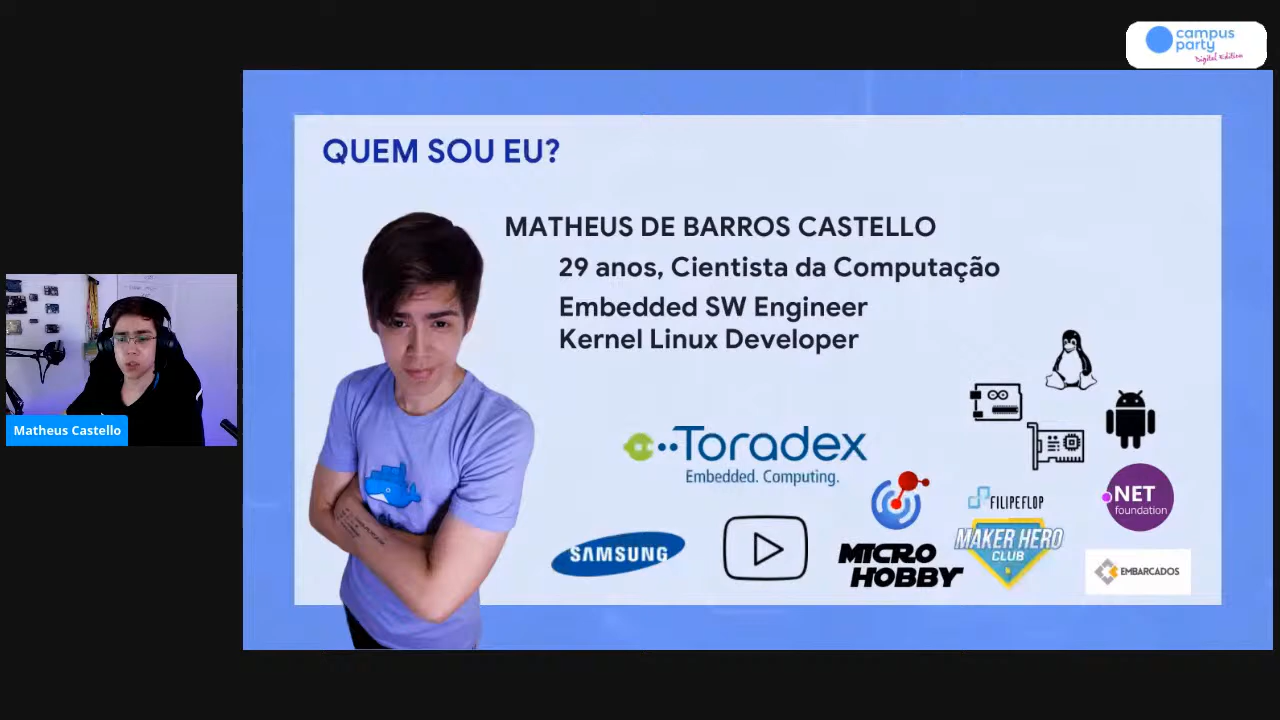 campus
party
Digital Edition
QUEM SOU EU?
MATHEUS DE BARROS CASTELLO
29 anos, Cientista da Computação
Embedded SW Engineer
Kernel Linux Developer
Toradex
Embedded. Computing.
SAMSUNG
MICRO
HOBBY
FILIPEFLOP
MAKER HERO
CLUB
.NET
foundation
EMBARCADOS
Matheus Castello